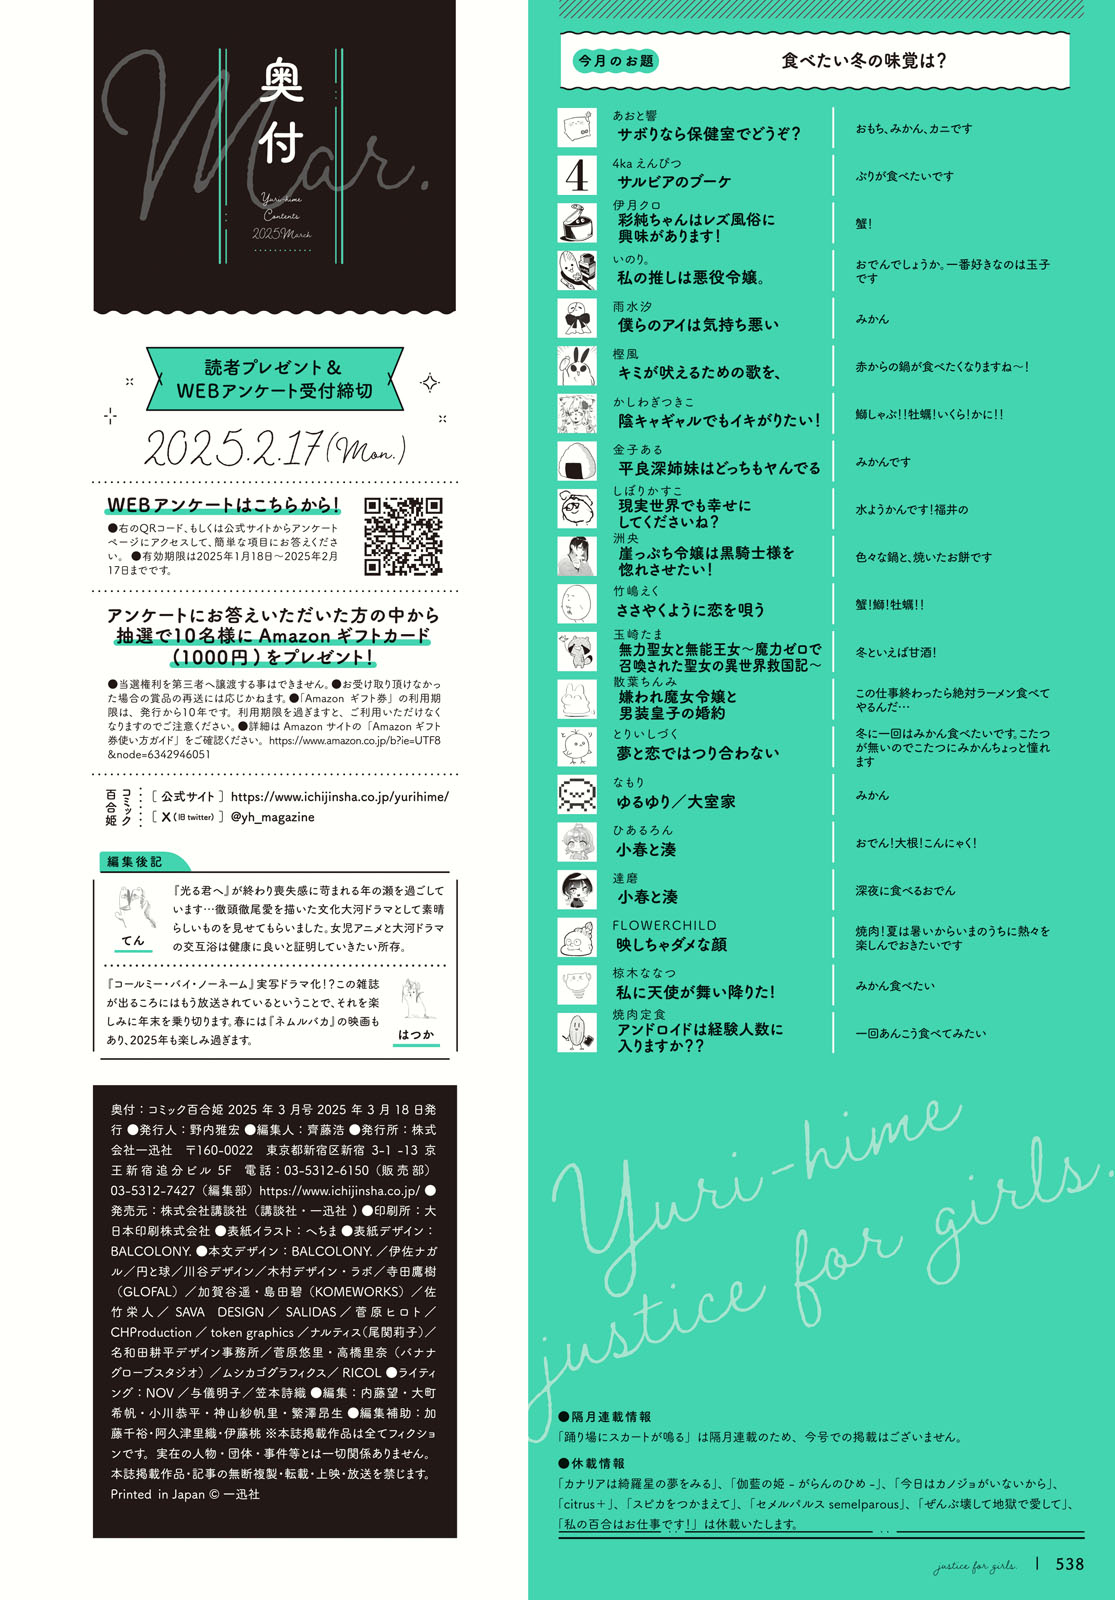 Mar.
奥付
Yuri-hime
Contents
2025 March
読者プレゼント&
WEBアンケート受付締切
2025.2.17(Mon.)
WEBアンケートはこちらから!
●右のQRコード、もしくは公式サイトからアンケート
ページにアクセスして、簡単な項目にお答えくださ
い。 ●有効期限は2025年1月18日〜2025年2月
17日までです。
アンケートにお答えいただいた方の中から
抽選で10名様に Amazon ギフトカード
(1000円)をプレゼント!
●当選権利を第三者へ譲渡する事はできません。●お受け取り頂けなかっ
た場合の賞品の再送には応じかねます。●「Amazon ギフト券」の利用期
限は、発行から10年です。利用期限を過ぎますと、ご利用いただけなく
なりますのでご注意ください。●詳細は Amazon サイトの「Amazon ギフト
券使い方ガイド」をご確認ください。https://www.amazon.co.jp/b?ie=UTF8
&node=6342946051
コミック
百合姫
[ 公式サイト ] https://www.ichijinsha.co.jp/yurihime/
[ X(旧 twitter) ] @yh_magazine
編集後記
『光る君へ』が終わり喪失感に苛まれる年の瀬を過ごして
います…徹頭徹尾愛を描いた文化大河ドラマとして素晴
らしいものを見せてもらいました。女児アニメと大河ドラマ
の交互浴は健康に良いと証明していきたい所存。
てん
『コールミー・バイ・ノーネーム』実写ドラマ化!?この雑誌
が出るころにはもう放送されているということで、それを楽
しみに年末を乗り切ります。春には『ネムルバカ』の映画も
あり、2025年も楽しみ過ぎます。
はつか
奥付:コミック百合姫 2025 年 3 月号 2025 年 3 月 18 日発
行 ●発行人:野内雅宏 ●編集人:齊藤浩 ●発行所:株式
会社一迅社 〒160-0022 東京都新宿区新宿 3-1 -13 京
王新宿追分ビル 5F 電話:03-5312-6150(販売部)
03-5312-7427(編集部)https://www.ichijinsha.co.jp/ ●
発売元:株式会社講談社(講談社・一迅社 ) ●印刷所:大
日本印刷株式会社 ●表紙イラスト:へちま ●表紙デザイン:
BALCOLONY. ●本文デザイン:BALCOLONY. /伊佐ナガ
ル/円と球/川谷デザイン/木村デザイン・ラボ/寺田鷹樹
(GLOFAL)/加賀谷遥・島田碧(KOMEWORKS)/佐
竹栄人/ SAVA DESIGN / SALIDAS /菅原ヒロト/
CHProduction / token graphics /ナルティス(尾関莉子)/
名和田耕平デザイン事務所/菅原悠里・高橋里奈(バナナ
グローブスタジオ)/ムシカゴグラフィクス/ RICOL ●ライティ
ング:NOV /与儀明子/笠本詩織 ●編集:内藤望・大町
希帆・小川恭平・神山紗帆里・繁澤昂生 ●編集補助:加
藤千裕・阿久津里織・伊藤桃 ※本誌掲載作品は全てフィクショ
ンです。実在の人物・団体・事件等とは一切関係ありません。
本誌掲載作品・記事の無断複製・転載・上映・放送を禁じます。
Printed in Japan © 一迅社
今月のお題
食べたい冬の味覚は?
あおと響
サボりなら保健室でどうぞ?
おもち、みかん、カニです
4
4ka えんぴつ
サルビアのブーケ
ぶりが食べたいです
伊月クロ
彩純ちゃんはレズ風俗に
興味があります!
蟹!
いのり。
私の推しは悪役令嬢。
おでんでしょうか。一番好きなのは玉子
です
雨水汐
僕らのアイは気持ち悪い
みかん
樫風
キミが吠えるための歌を、
赤からの鍋が食べたくなりますね〜!
かしわぎつきこ
陰キャギャルでもイキがりたい!
鰤しゃぶ!!牡蠣!いくら!かに!!
金子ある
平良深姉妹はどっちもヤんでる
みかんです
しぼりかすこ
現実世界でも幸せに
してくださいね?
水ようかんです!福井の
洲央
崖っぷち令嬢は黒騎士様を
惚れさせたい!
色々な鍋と、焼いたお餅です
竹嶋えく
ささやくように恋を唄う
蟹!鰤!牡蠣!!
玉崎たま
無力聖女と無能王女〜魔力ゼロで
召喚された聖女の異世界救国記〜
冬といえば甘酒!
散葉ちんみ
嫌われ魔女令嬢と
男装皇子の婚約
この仕事終わったら絶対ラーメン食べて
やるんだ…
とりいしづく
夢と恋ではつり合わない
冬に一回はみかん食べたいです。こたつ
が無いのでこたつにみかんちょっと憧れ
ます
なもり
ゆるゆり/大室家
みかん
ひあるろん
小春と湊
おでん!大根!こんにゃく!
達磨
小春と湊
深夜に食べるおでん
FLOWERCHILD
映しちゃダメな顔
焼肉!夏は暑いからいまのうちに熱々を
楽しんでおきたいです
椋木ななつ
私に天使が舞い降りた!
みかん食べたい
焼肉定食
アンドロイドは経験人数に
入りますか??
一回あんこう食べてみたい
Yuri-hime
justice for girls.
●隔月連載情報
「踊り場にスカートが鳴る」は隔月連載のため、今号での掲載はございません。
●休載情報
「カナリアは綺羅星の夢をみる」、「伽藍の姫 - がらんのひめ -」、「今日はカノジョがいないから」、
「citrus+」、「スピカをつかまえて」、「セメルパルス semelparous」、「ぜんぶ壊して地獄で愛して」、
「私の百合はお仕事です!」は休載いたします。
justice for girls.
538